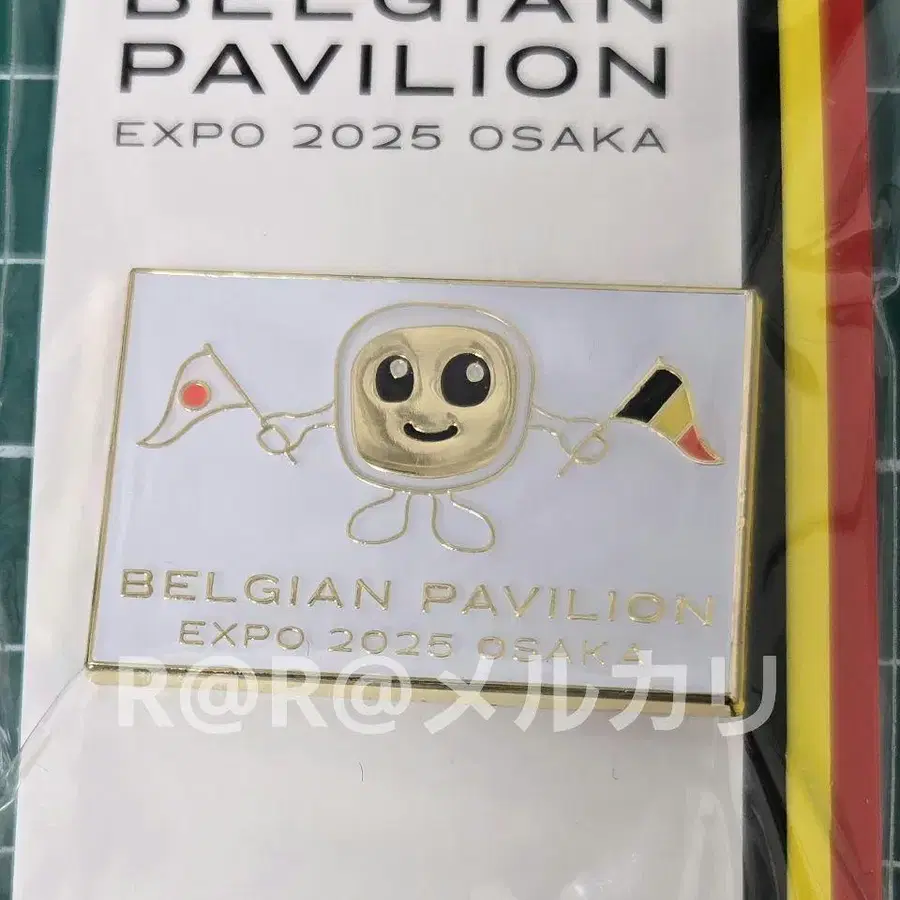 BELGIAN
PAVILION
EXPO 2025 OSAKA
BELGIAN PAVILION
EXPO 2025 OSAKA
R@R@メルカリ